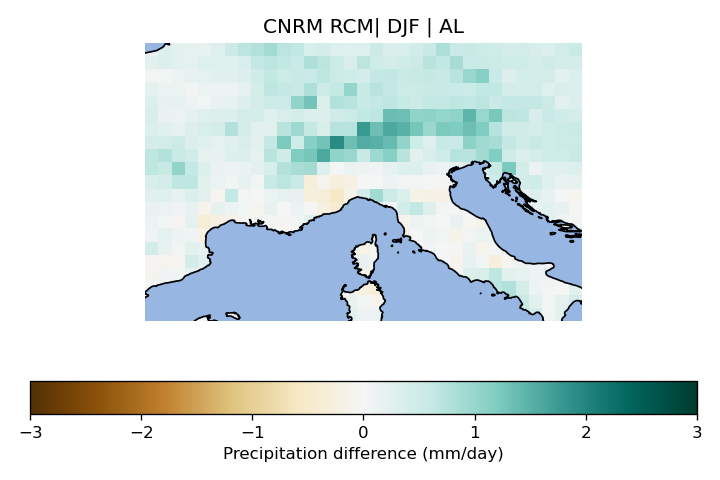 CNRM RCM| DJF | AL
−3 −2 −1 0 1 2 3
Precipitation difference (mm/day)